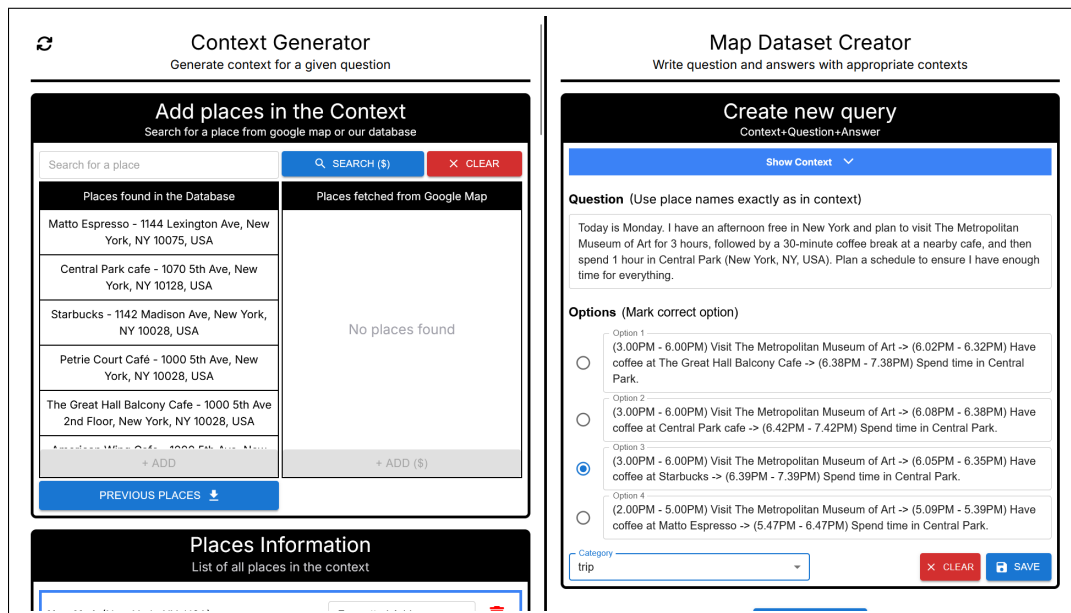 Context Generator
Generate context for a given question
Add places in the Context
Search for a place from google map or our database
Search for a place
SEARCH ($)
CLEAR
Places found in the Database
Places fetched from Google Map
Matto Espresso - 1144 Lexington Ave, New
York, NY 10075, USA
Central Park cafe - 1070 5th Ave, New
York, NY 10128, USA
Starbucks - 1142 Madison Ave, New York,
NY 10028, USA
Petrie Court Café - 1000 5th Ave, New
York, NY 10028, USA
The Great Hall Balcony Cafe - 1000 5th Ave
2nd Floor, New York, NY 10028, USA
No places found
+ ADD
+ ADD ($)
PREVIOUS PLACES
Places Information
List of all places in the context
Map Dataset Creator
Write question and answers with appropriate contexts
Create new query
Context+Question+Answer
Show Context
Question (Use place names exactly as in context)
Today is Monday. I have an afternoon free in New York and plan to visit The Metropolitan
Museum of Art for 3 hours, followed by a 30-minute coffee break at a nearby cafe, and then
spend 1 hour in Central Park (New York, NY, USA). Plan a schedule to ensure I have enough
time for everything.
Options (Mark correct option)
Option 1
(3.00PM - 6.00PM) Visit The Metropolitan Museum of Art -> (6.02PM - 6.32PM) Have
coffee at The Great Hall Balcony Cafe -> (6.38PM - 7.38PM) Spend time in Central
Park.
Option 2
(3.00PM - 6.00PM) Visit The Metropolitan Museum of Art -> (6.08PM - 6.38PM) Have
coffee at Central Park cafe -> (6.42PM - 7.42PM) Spend time in Central Park.
Option 3
(3.00PM - 6.00PM) Visit The Metropolitan Museum of Art -> (6.05PM - 6.35PM) Have
coffee at Starbucks -> (6.39PM - 7.39PM) Spend time in Central Park.
Option 4
(2.00PM - 5.00PM) Visit The Metropolitan Museum of Art -> (5.09PM - 5.39PM) Have
coffee at Matto Espresso -> (5.47PM - 6.47PM) Spend time in Central Park.
Category
trip
CLEAR
SAVE